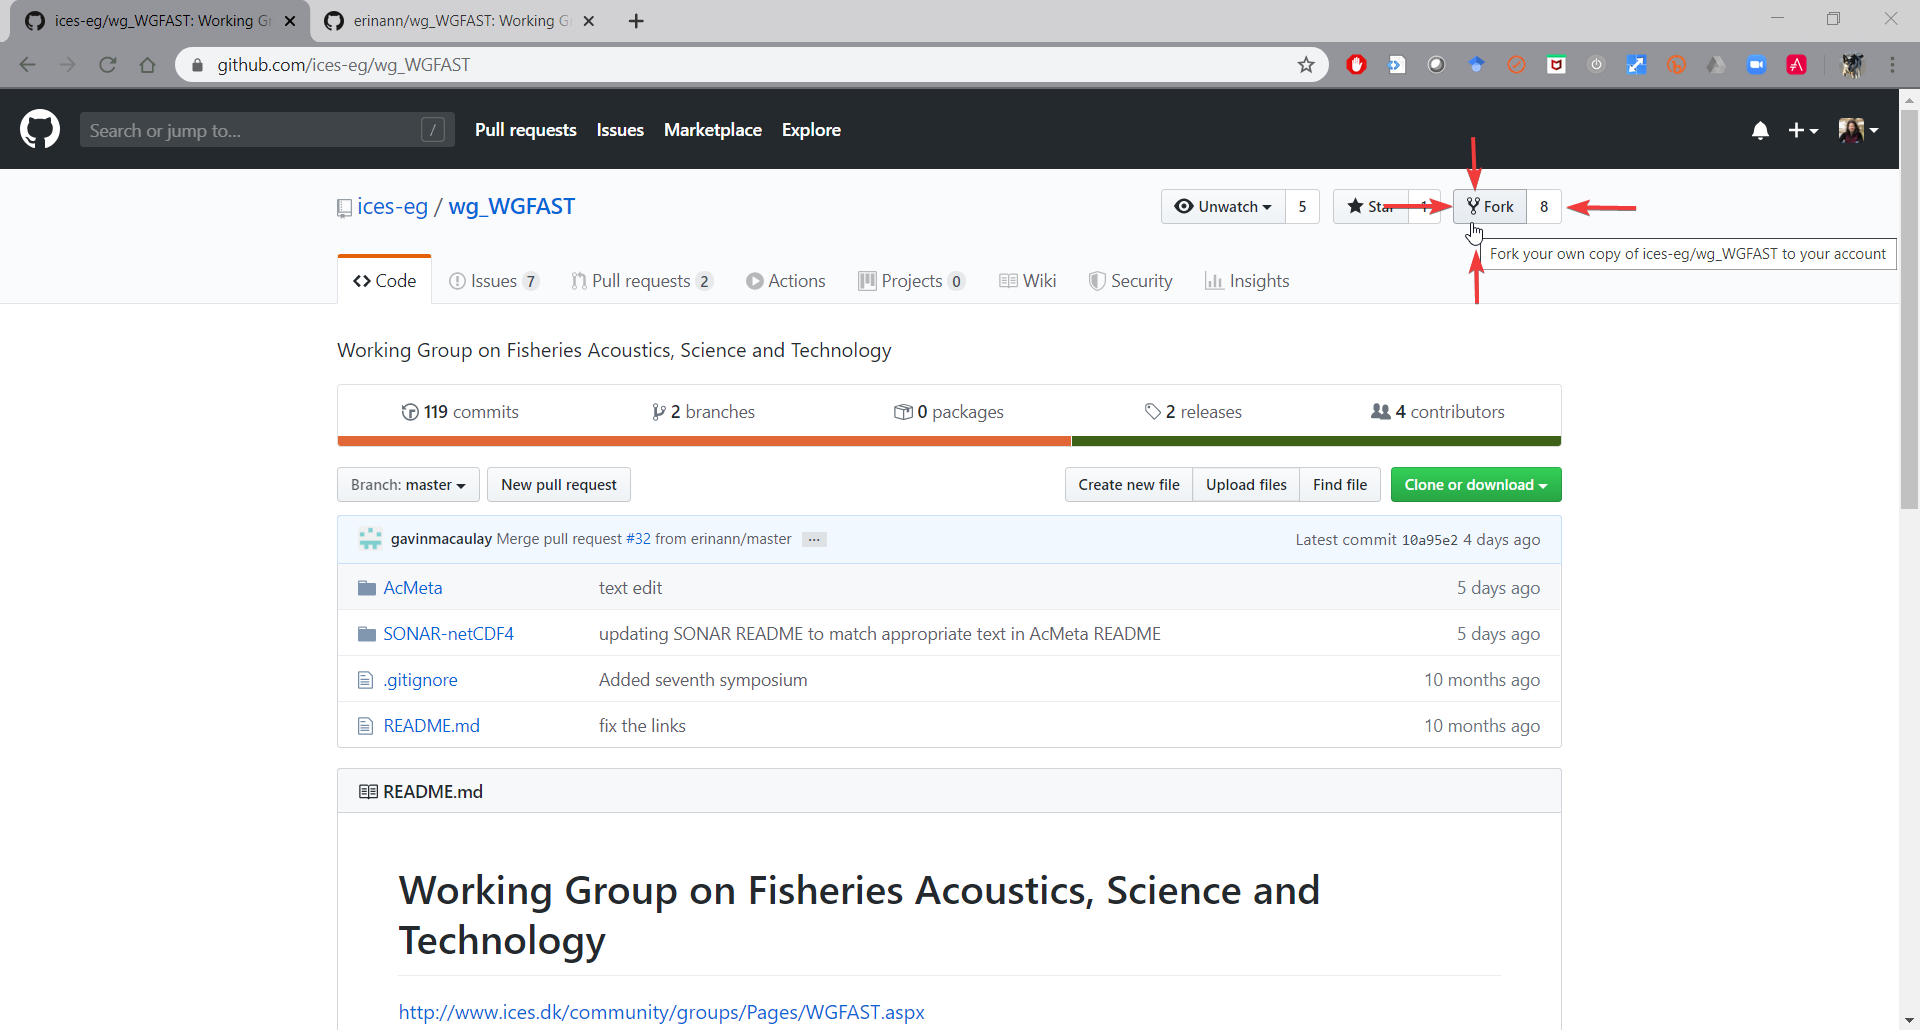 ices-eg/wg_WGFAST: Working Gr
erinann/wg_WGFAST: Working G
github.com/ices-eg/wg_WGFAST
Search or jump to... /
Pull requests Issues Marketplace Explore
ices-eg / wg_WGFAST
Unwatch 5
Star 1
Fork 8
Fork your own copy of ices-eg/wg_WGFAST to your account
Code Issues 7 Pull requests 2 Actions Projects 0 Wiki Security Insights
Working Group on Fisheries Acoustics, Science and Technology
119 commits 2 branches 0 packages 2 releases 4 contributors
Branch: master New pull request Create new file Upload files Find file Clone or download
gavinmacaulay Merge pull request #32 from erinann/master ... Latest commit 10a95e2 4 days ago
AcMeta text edit 5 days ago
SONAR-netCDF4 updating SONAR README to match appropriate text in AcMeta README 5 days ago
.gitignore Added seventh symposium 10 months ago
README.md fix the links 10 months ago
README.md
Working Group on Fisheries Acoustics, Science and
Technology
http://www.ices.dk/community/groups/Pages/WGFAST.aspx